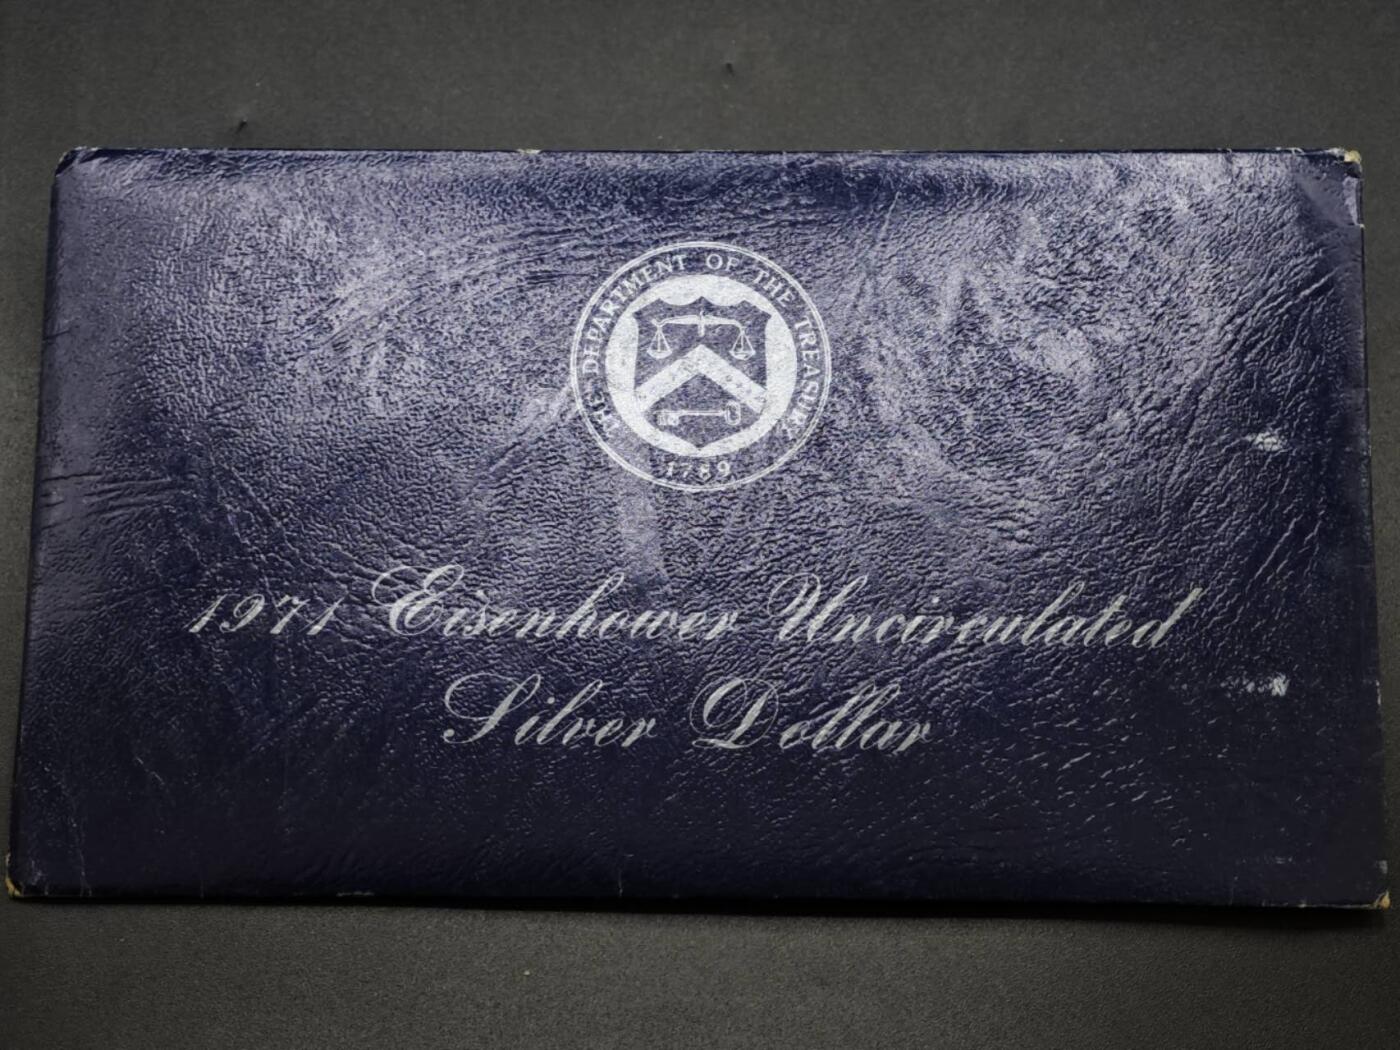 THE DEPARTMENT OF THE TREASURY
1789
1971 Eisenhower Uncirculated
Silver Dollar